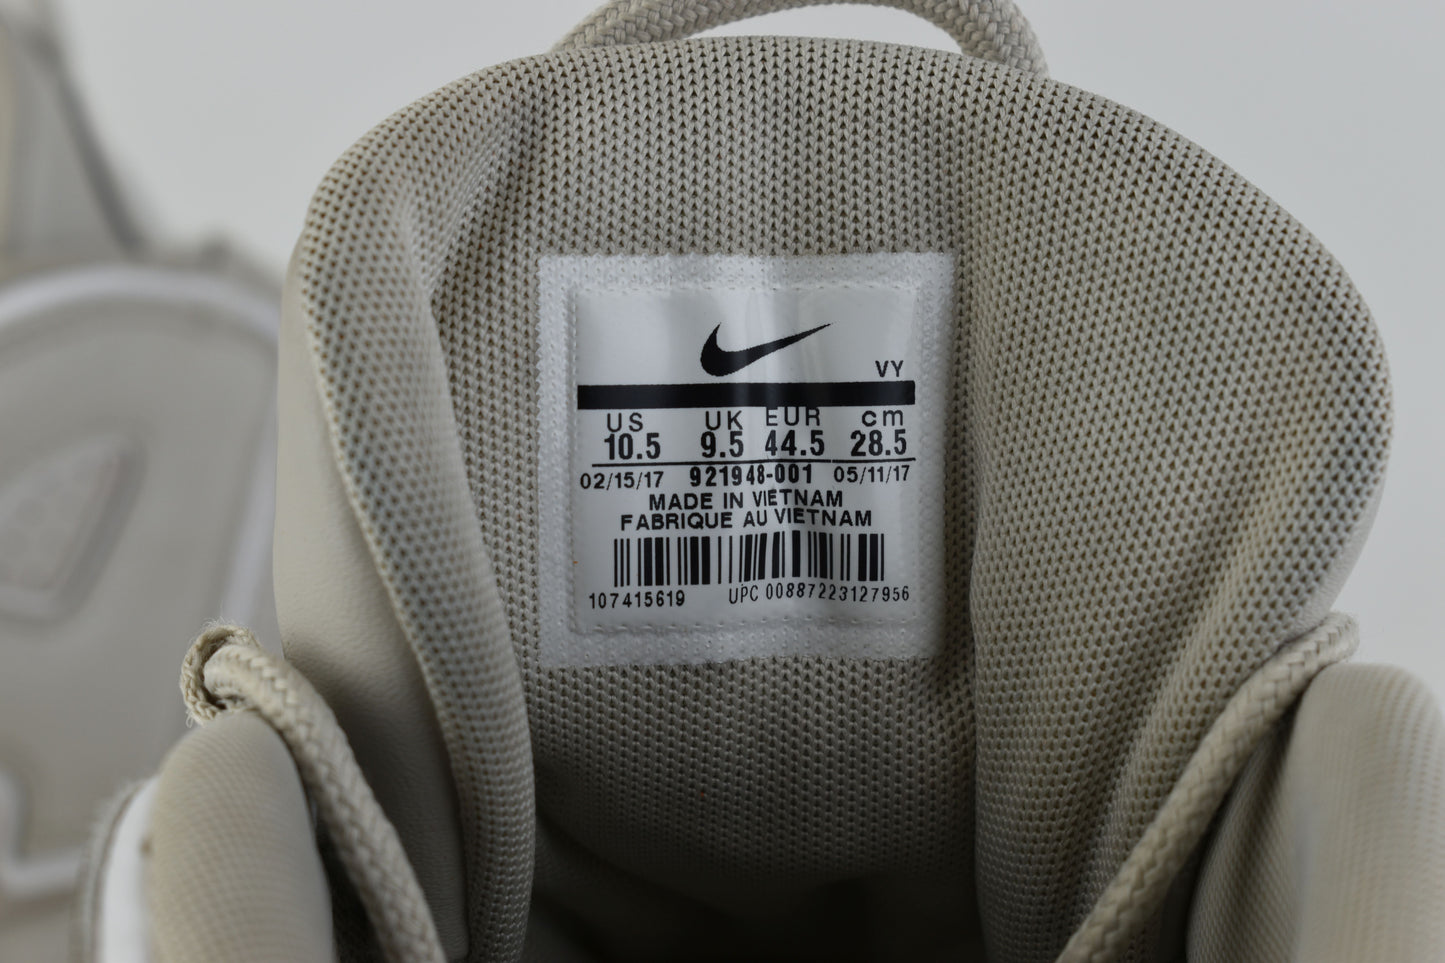 VY
US UK EUR cm
10.5 9.5 44.5 28.5
02/15/17 921948-001 05/11/17
MADE IN VIETNAM
FABRIQUE AU VIETNAM
107415619 UPC 00887223127956